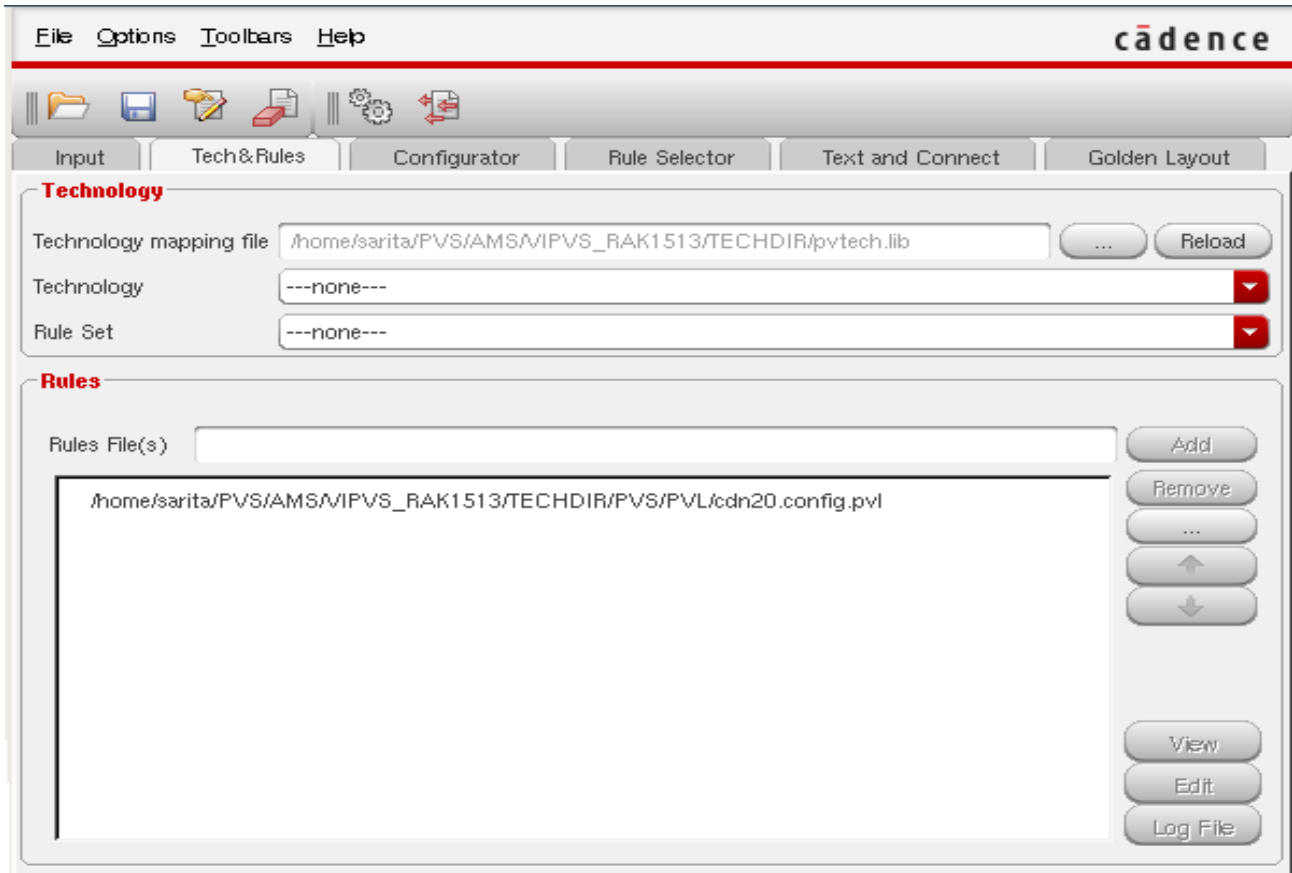 File Options Toolbars Help cādence
Input Tech&Rules Configurator Rule Selector Text and Connect Golden Layout
Technology
Technology mapping file /home/sarita/PVS/AMS/VIPVS_RAK1513/TECHDIR/pvtech.lib ... Reload
Technology ---none---
Rule Set ---none---
Rules
Rules File(s) Add
/home/sarita/PVS/AMS/VIPVS_RAK1513/TECHDIR/PVS/PVL/cdn20.config.pvl
Remove
...
View
Edit
Log File